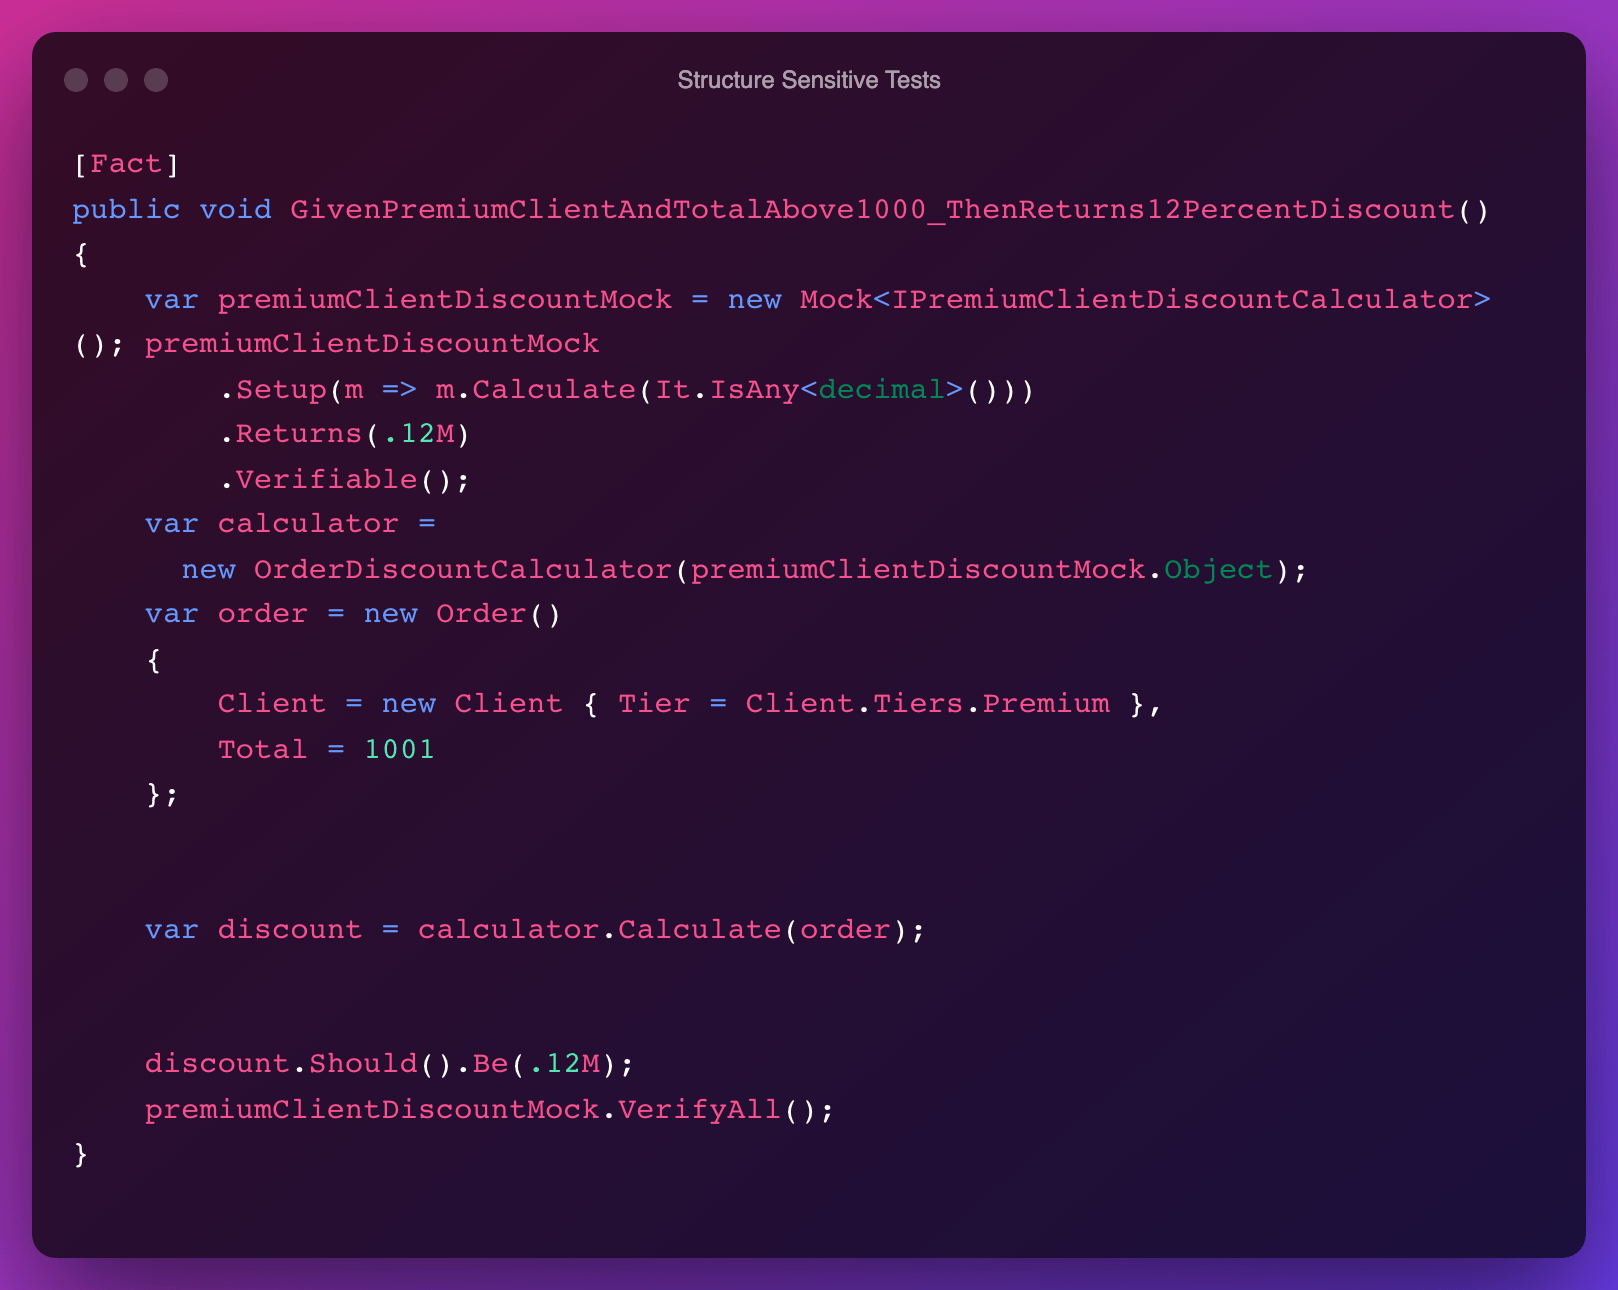 Structure Sensitive Tests
[Fact]
public void GivenPremiumClientAndTotalAbove1000_ThenReturns12PercentDiscount()
{
    var premiumClientDiscountMock = new Mock<IPremiumClientDiscountCalculator>
(); premiumClientDiscountMock
        .Setup(m => m.Calculate(It.IsAny<decimal>()))
        .Returns(.12M)
        .Verifiable();
    var calculator =
      new OrderDiscountCalculator(premiumClientDiscountMock.Object);
    var order = new Order()
    {
        Client = new Client { Tier = Client.Tiers.Premium },
        Total = 1001
    };
    var discount = calculator.Calculate(order);
    discount.Should().Be(.12M);
    premiumClientDiscountMock.VerifyAll();
}